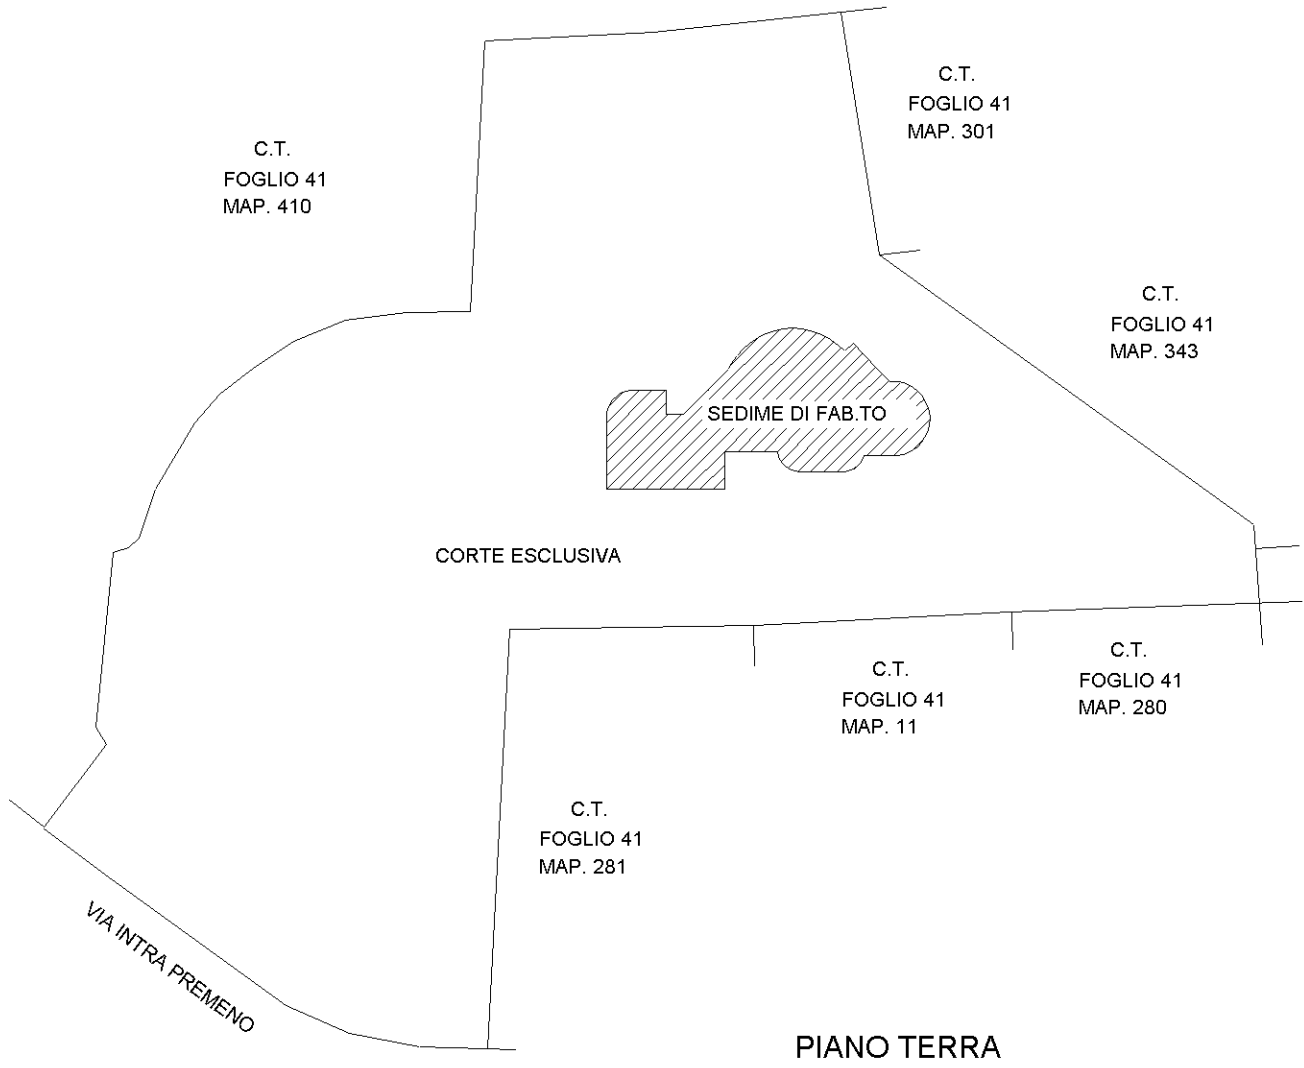 C.T.
FOGLIO 41
MAP. 301
C.T.
FOGLIO 41
MAP. 410
C.T.
FOGLIO 41
MAP. 343
SEDIME DI FAB.TO
CORTE ESCLUSIVA
C.T.
FOGLIO 41
MAP. 280
C.T.
FOGLIO 41
MAP. 11
C.T.
FOGLIO 41
MAP. 281
VIA INTRA PREMENO
PIANO TERRA